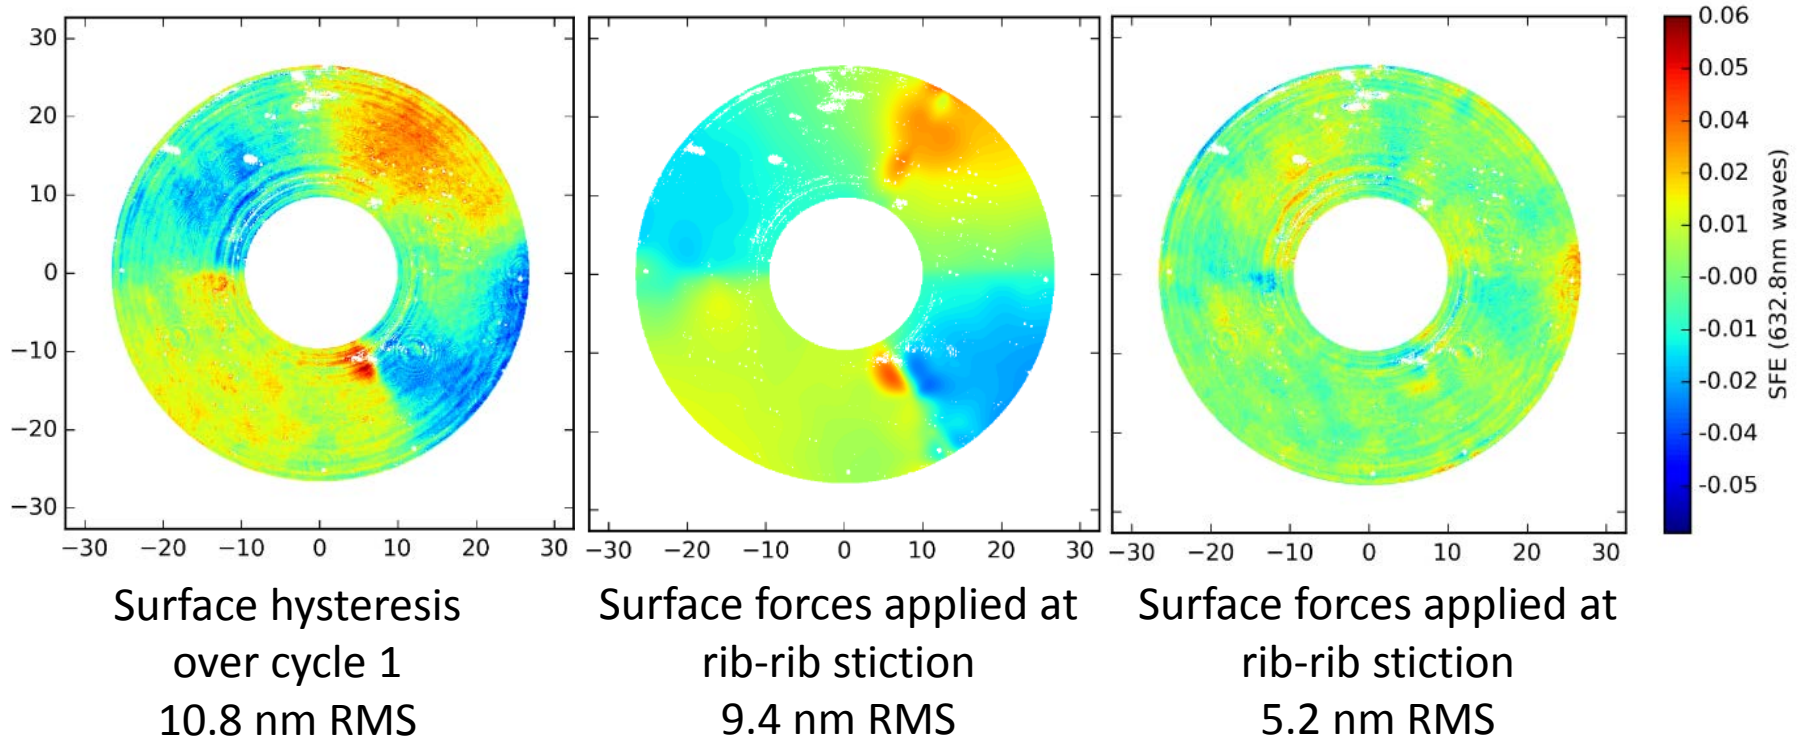 30
20
10
0
−10
−20
−30
−30 −20 −10 0 10 20 30
−30 −20 −10 0 10 20 30
−30 −20 −10 0 10 20 30
0.06
0.05
0.04
0.02
0.01
-0.00
-0.01
-0.02
-0.04
-0.05
SFE (632.8nm waves)
Surface hysteresis
over cycle 1
10.8 nm RMS
Surface forces applied at
rib-rib stiction
9.4 nm RMS
Surface forces applied at
rib-rib stiction
5.2 nm RMS